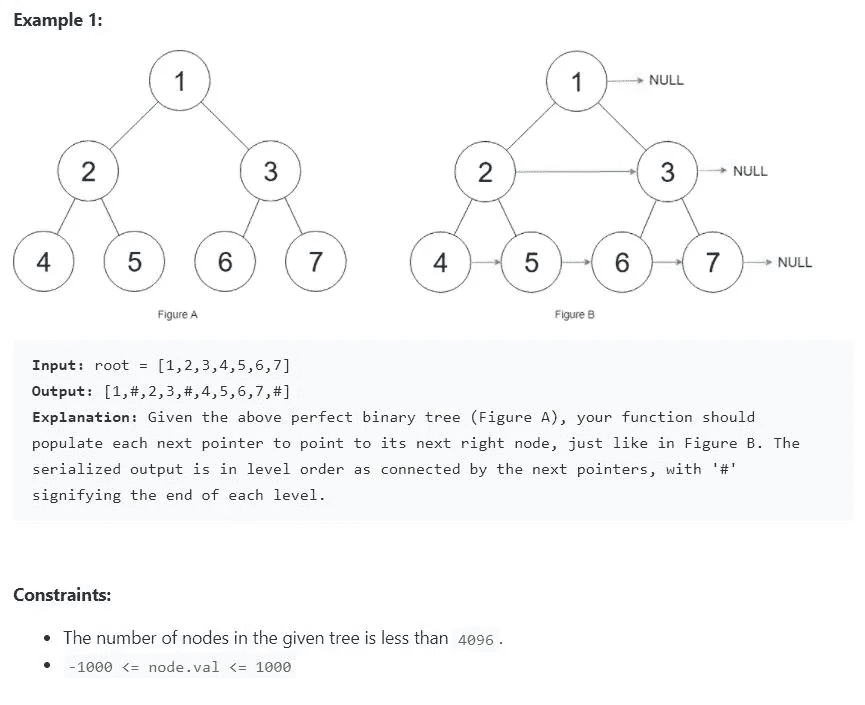 Example 1:
1 1 NULL
2 3 2 3 NULL
4 5 6 7 4 5 6 7 NULL
Figure A Figure B
Input: root = [1,2,3,4,5,6,7]
Output: [1,#,2,3,#,4,5,6,7,#]
Explanation: Given the above perfect binary tree (Figure A), your function should
populate each next pointer to point to its next right node, just like in Figure B. The
serialized output is in level order as connected by the next pointers, with '#'
signifying the end of each level.
Constraints:
• The number of nodes in the given tree is less than 4096 .
• -1000 <= node.val <= 1000